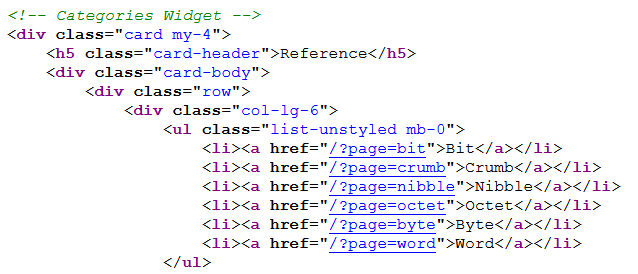 <!-- Categories Widget -->
<div class="card my-4">
<h5 class="card-header">Reference</h5>
<div class="card-body">
<div class="row">
<div class="col-lg-6">
<ul class="list-unstyled mb-0">
<li><a href="/?page=bit">Bit</a></li>
<li><a href="/?page=crumb">Crumb</a></li>
<li><a href="/?page=nibble">Nibble</a></li>
<li><a href="/?page=octet">Octet</a></li>
<li><a href="/?page=byte">Byte</a></li>
<li><a href="/?page=word">Word</a></li>
</ul>